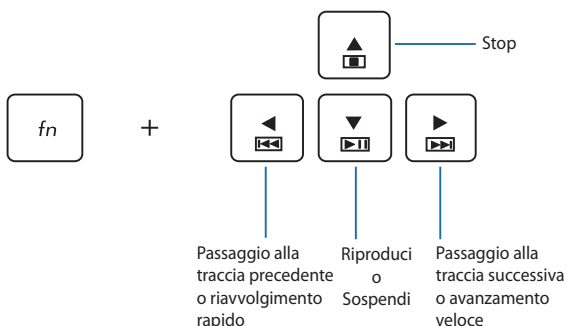 Stop
fn
+
Passaggio alla
traccia precedente
o riavvolgimento
rapido
Riproduci
o
Sospendi
Passaggio alla
traccia successiva
o avanzamento
veloce